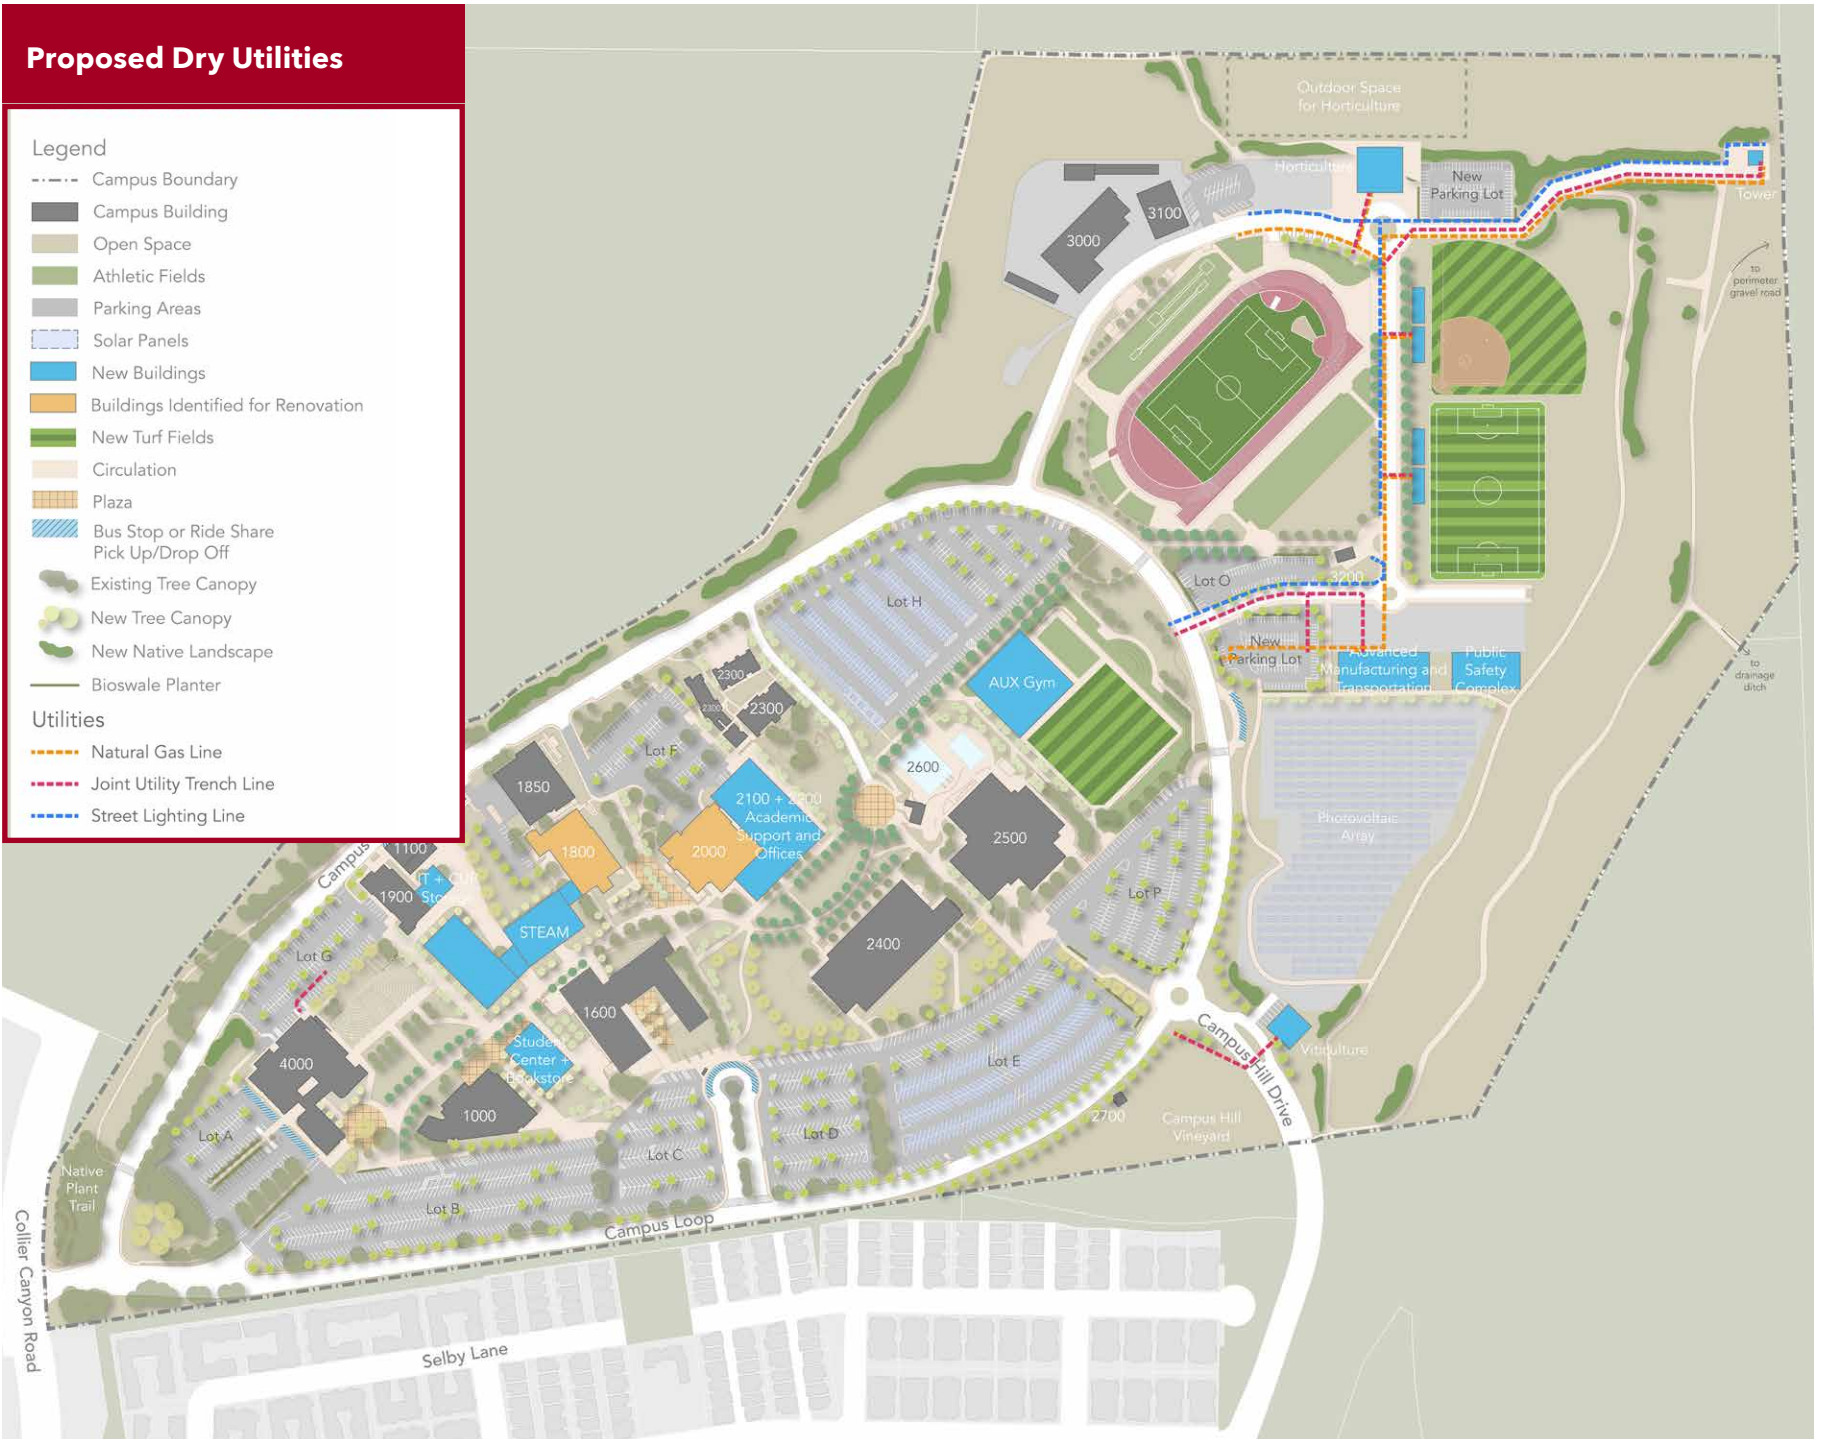 Proposed Dry Utilities
Legend
Campus Boundary
Campus Building
Open Space
Athletic Fields
Parking Areas
Solar Panels
New Buildings
Buildings Identified for Renovation
New Turf Fields
Circulation
Plaza
Bus Stop or Ride Share
Pick Up/Drop Off
Existing Tree Canopy
New Tree Canopy
New Native Landscape
Bioswale Planter
Utilities
Natural Gas Line
Joint Utility Trench Line
Street Lighting Line
Outdoor Space
for Horticulture
Horticulture
New
Parking Lot
Tower
3100
3000
to
perimeter
gravel road
Lot O
3200
Lot H
New
Parking Lot
Advanced
Manufacturing and
Transportation
Public
Safety
Complex
to
drainage
ditch
2300
2300
AUX Gym
Lot F
2600
1850
2100 + 2200
Academic
Support and
Offices
Photovoltaic
Array
1800
2000
2500
1100
Campus
1900
IT +
Lot P
STEAM
2400
Lot G
1600
Campus Hill Drive
Student
Center +
Bookstore
Viticulture
Lot E
4000
1000
2700
Campus Hill
Vineyard
Lot A
Lot D
Lot C
Native
Plant
Trail
Lot B
Campus Loop
Collier Canyon Road
Selby Lane